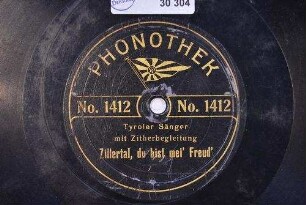 30 304
PHONOTHEK
No. 1412 No. 1412
Tyroler Sänger
mit Zitherbegleitung
Zillertal, du bist mei' Freud'